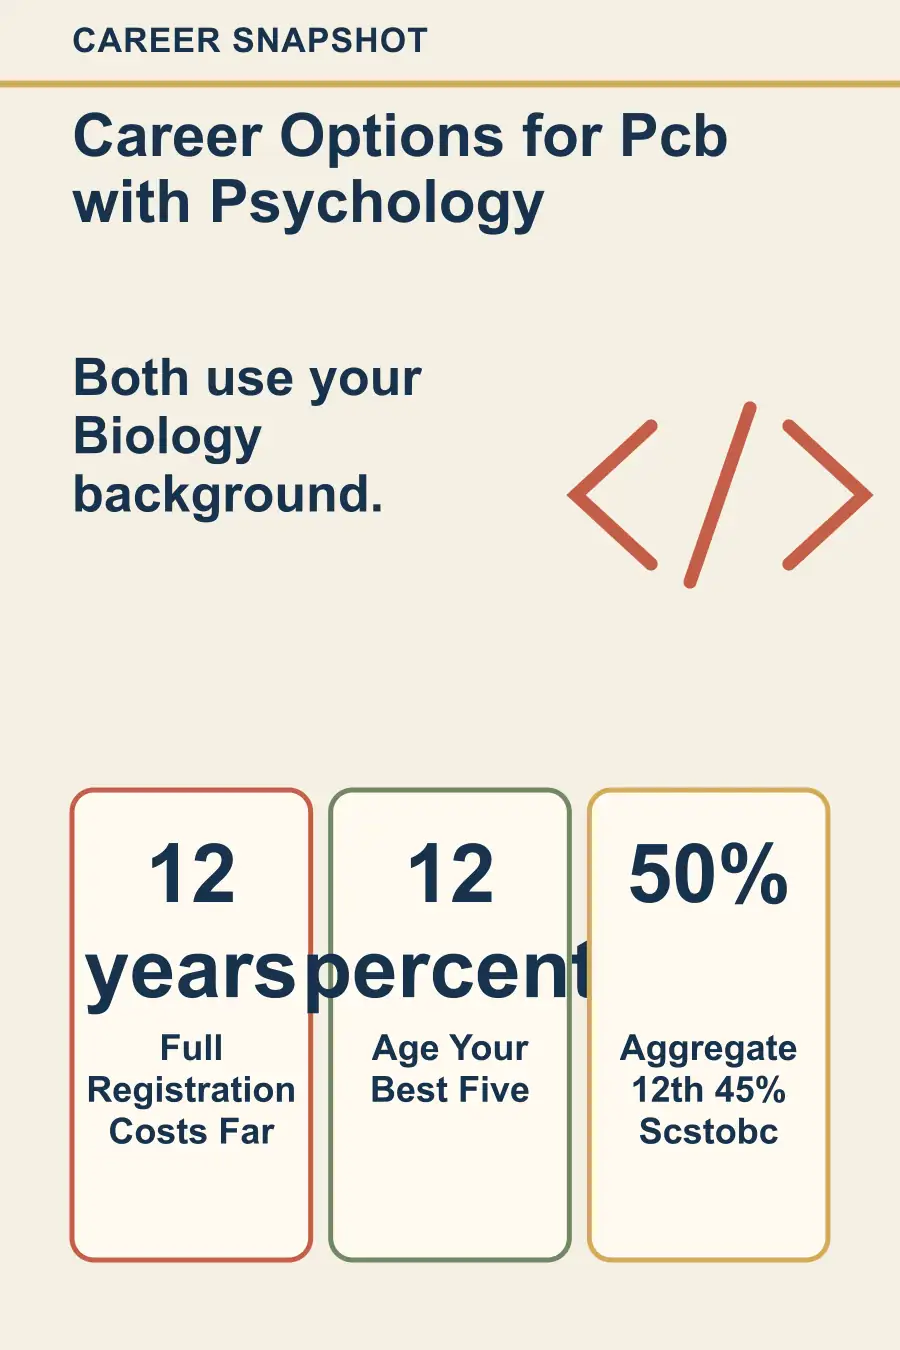 CAREER SNAPSHOT
Career Options for Pcb
with Psychology
Both use your
Biology
background.
12
years
Full
Registration
Costs Far
12
percent
Age Your
Best Five
50%
Aggregate
12th 45%
Scstobc